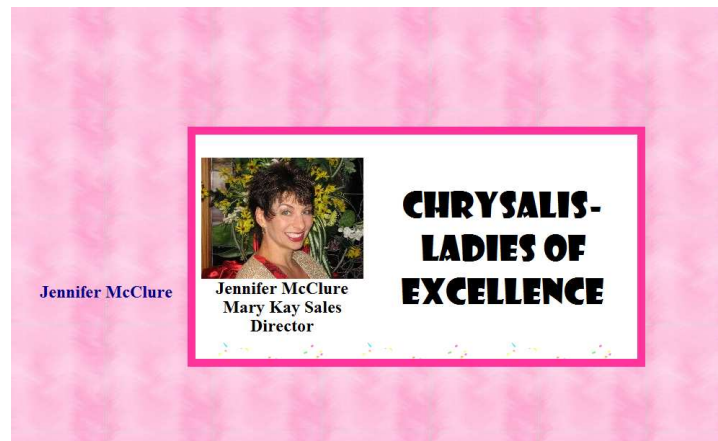 Jennifer McClure
Jennifer McClure
Mary Kay Sales
Director
CHRYSALIS-
LADIES OF
EXCELLENCE